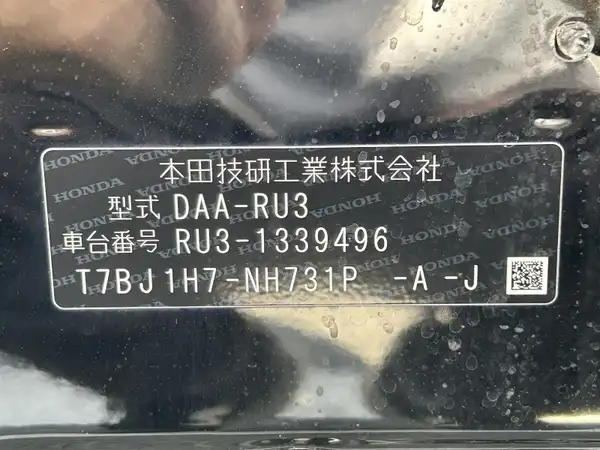 本田技研工業株式会社
型式 DAA-RU3
車台番号 RU3-1339496
T7BJ1H7-NH731P -A -J